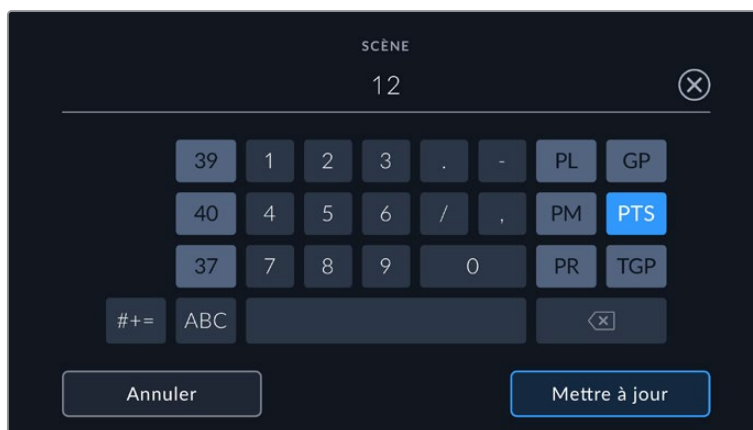 SCÈNE
12
39 1 2 3 . - PL GP
40 4 5 6 / , PM PTS
37 7 8 9 0 PR TGP
#+= ABC
Annuler Mettre à jour